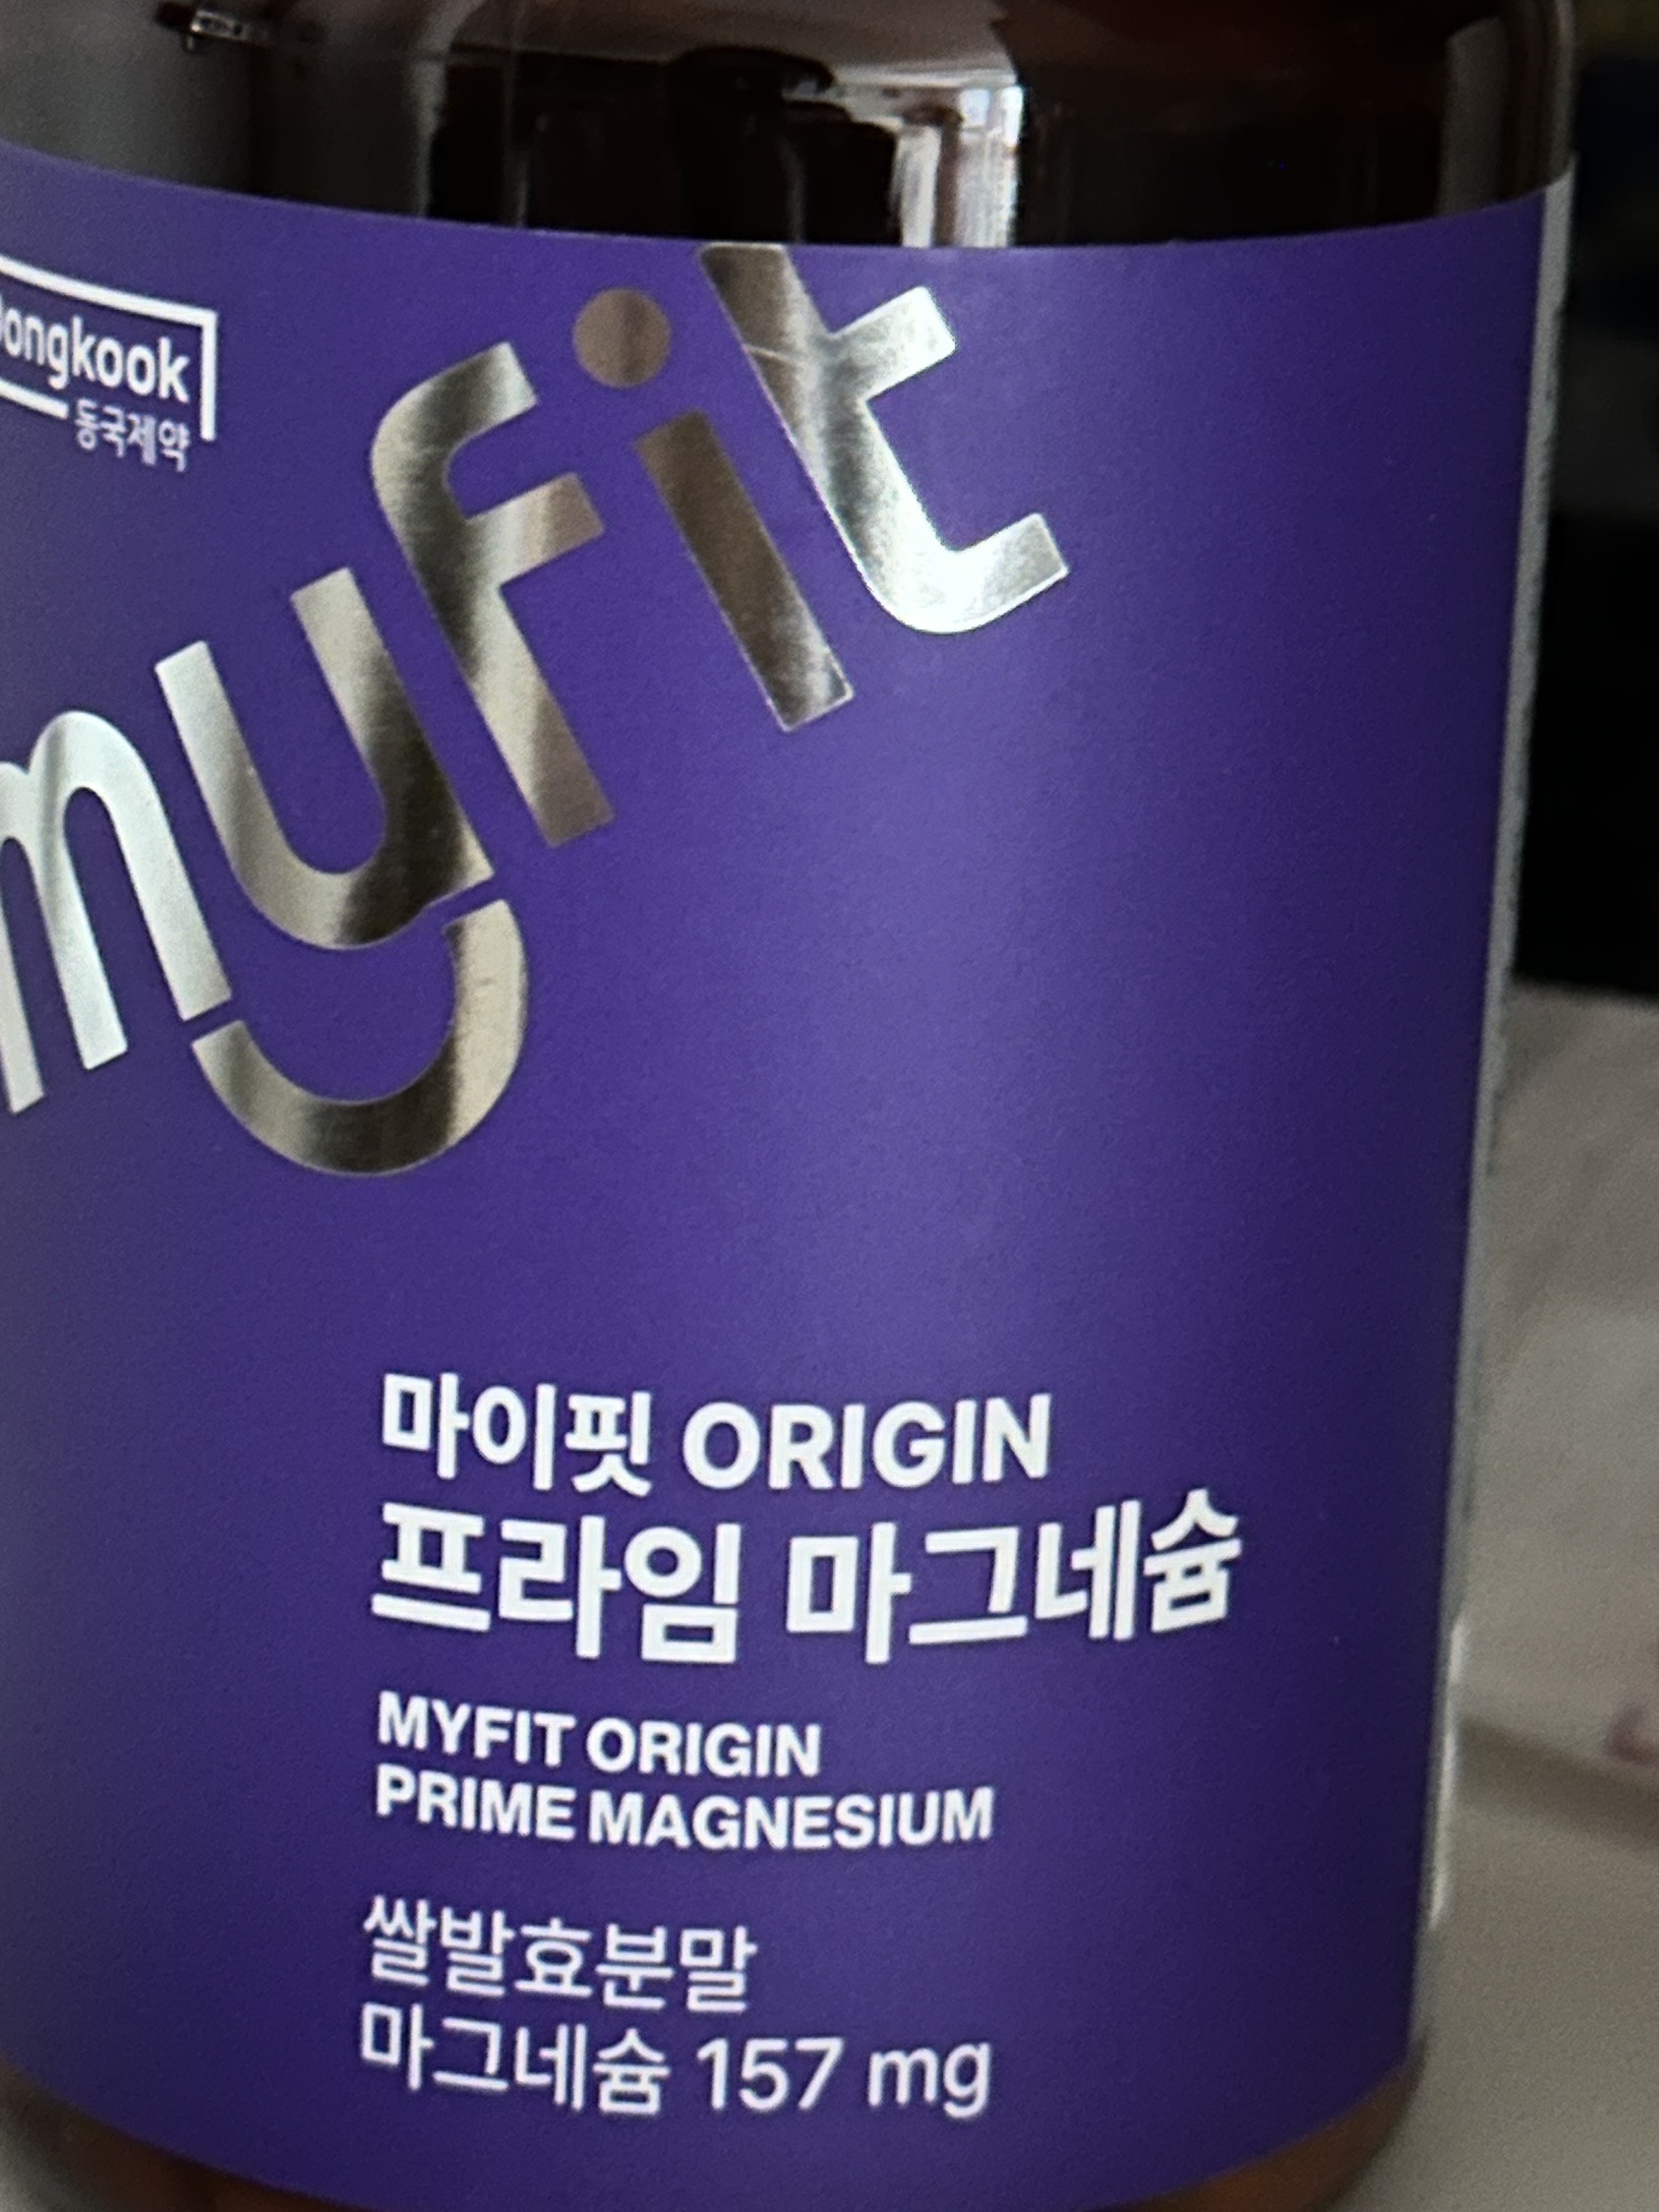 Dongkook
동국제약
myfit
마이핏 ORIGIN
프라임 마그네슘
MYFIT ORIGIN
PRIME MAGNESIUM
쌀발효분말
마그네슘 157 mg